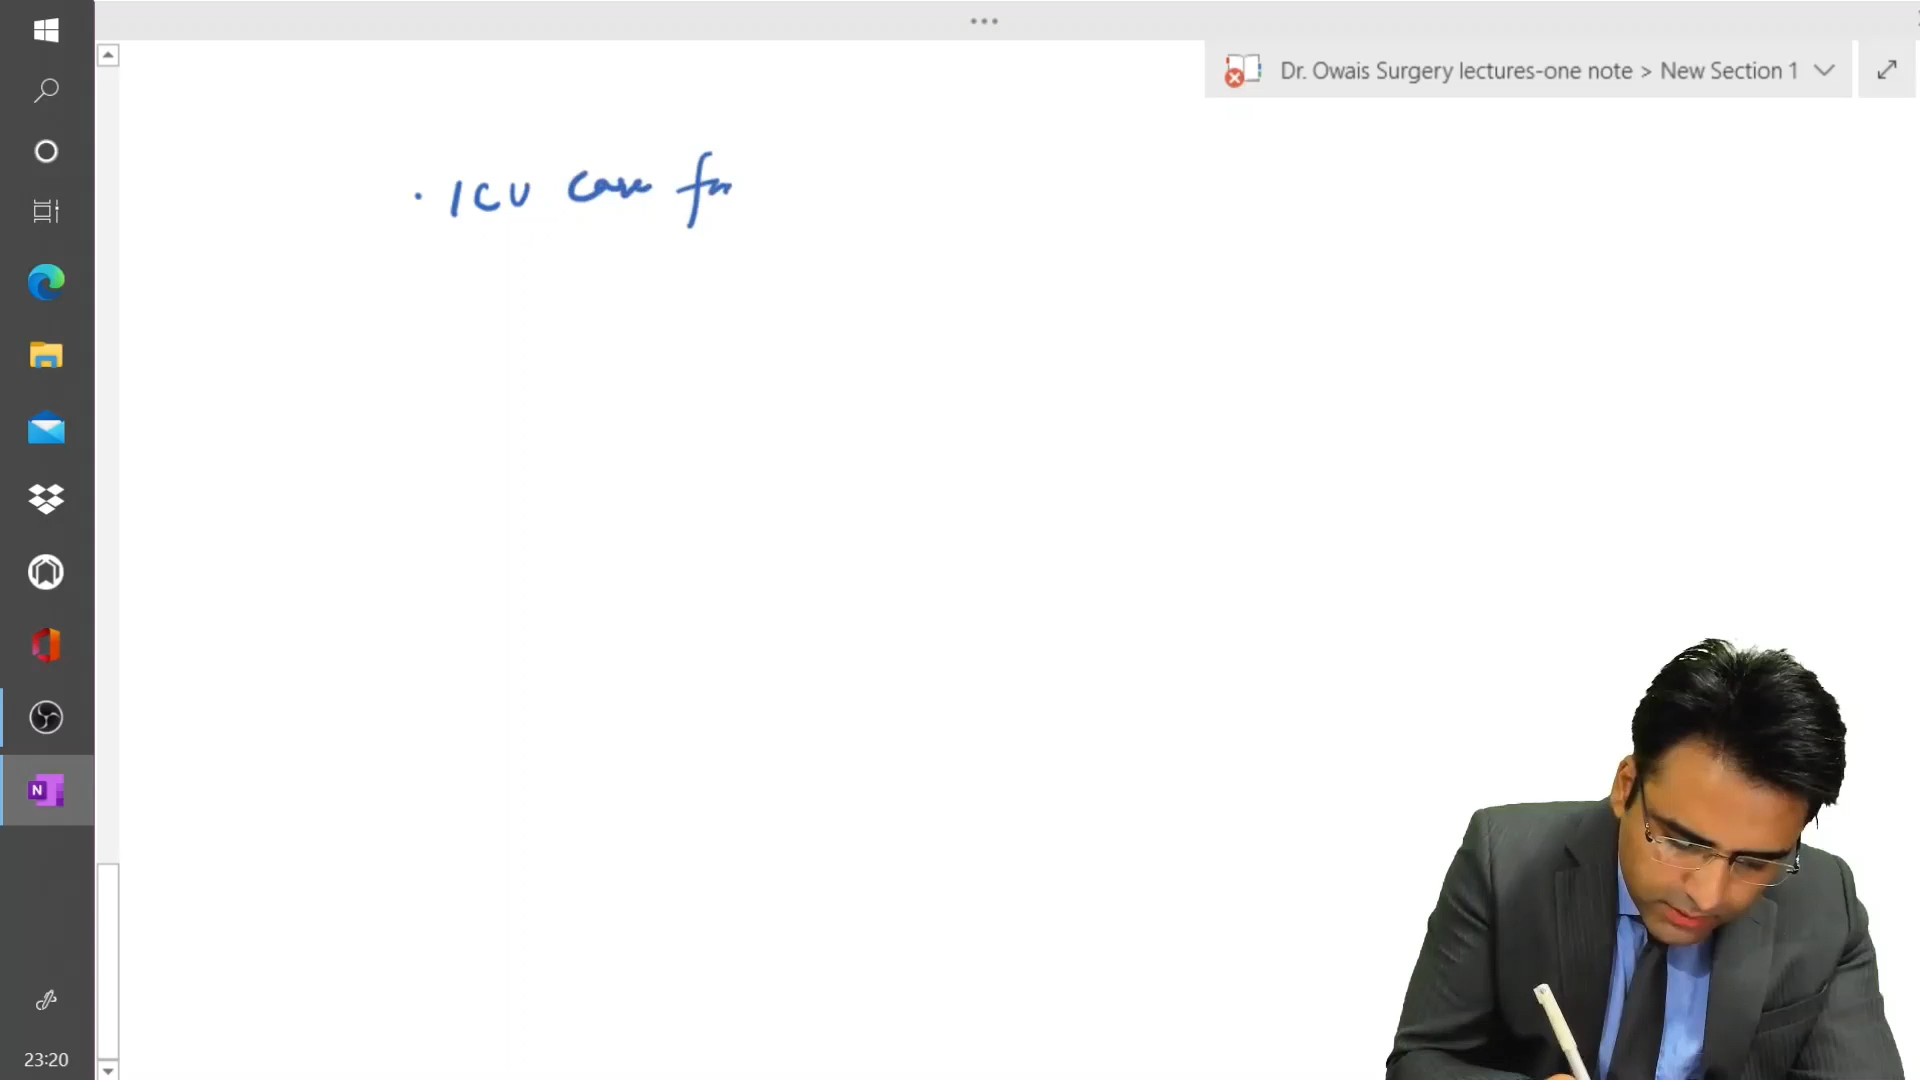 Dr. Owais Surgery lectures-one note > New Section 1
· ICU Care for
N
23:20